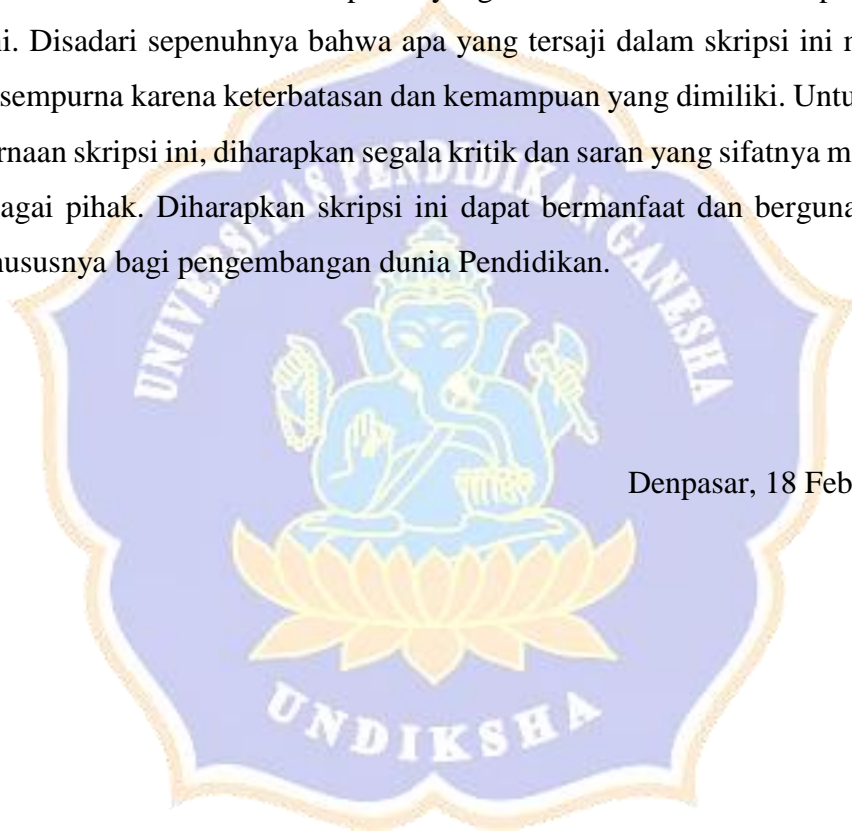 ni. Disadari sepenuhnya bahwa apa yang tersaji dalam skripsi ini
sempurna karena keterbatasan dan kemampuan yang dimiliki. Untu
rnaan skripsi ini, diharapkan segala kritik dan saran yang sifatnya m
agai pihak. Diharapkan skripsi ini dapat bermanfaat dan berguna
hususnya bagi pengembangan dunia Pendidikan.
UNIVERSITAS PENDIDIKAN GANESHA
Denpasar, 18 Feb
UNDIKSHA